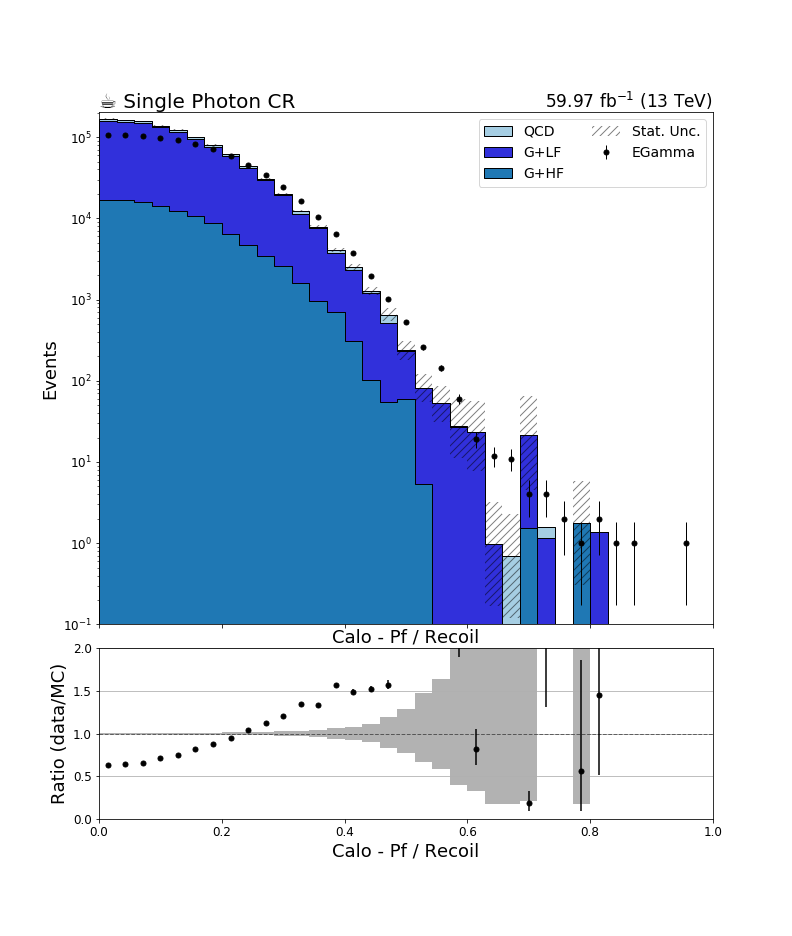 ☕ Single Photon CR
59.97 fb⁻¹ (13 TeV)
QCD
G+LF
G+HF
Stat. Unc.
EGamma
Events
10⁵
10⁴
10³
10²
10¹
10⁰
10⁻¹
Calo - Pf / Recoil
Ratio (data/MC)
2.0
1.5
1.0
0.5
0.0
0.0 0.2 0.4 0.6 0.8 1.0
Calo - Pf / Recoil